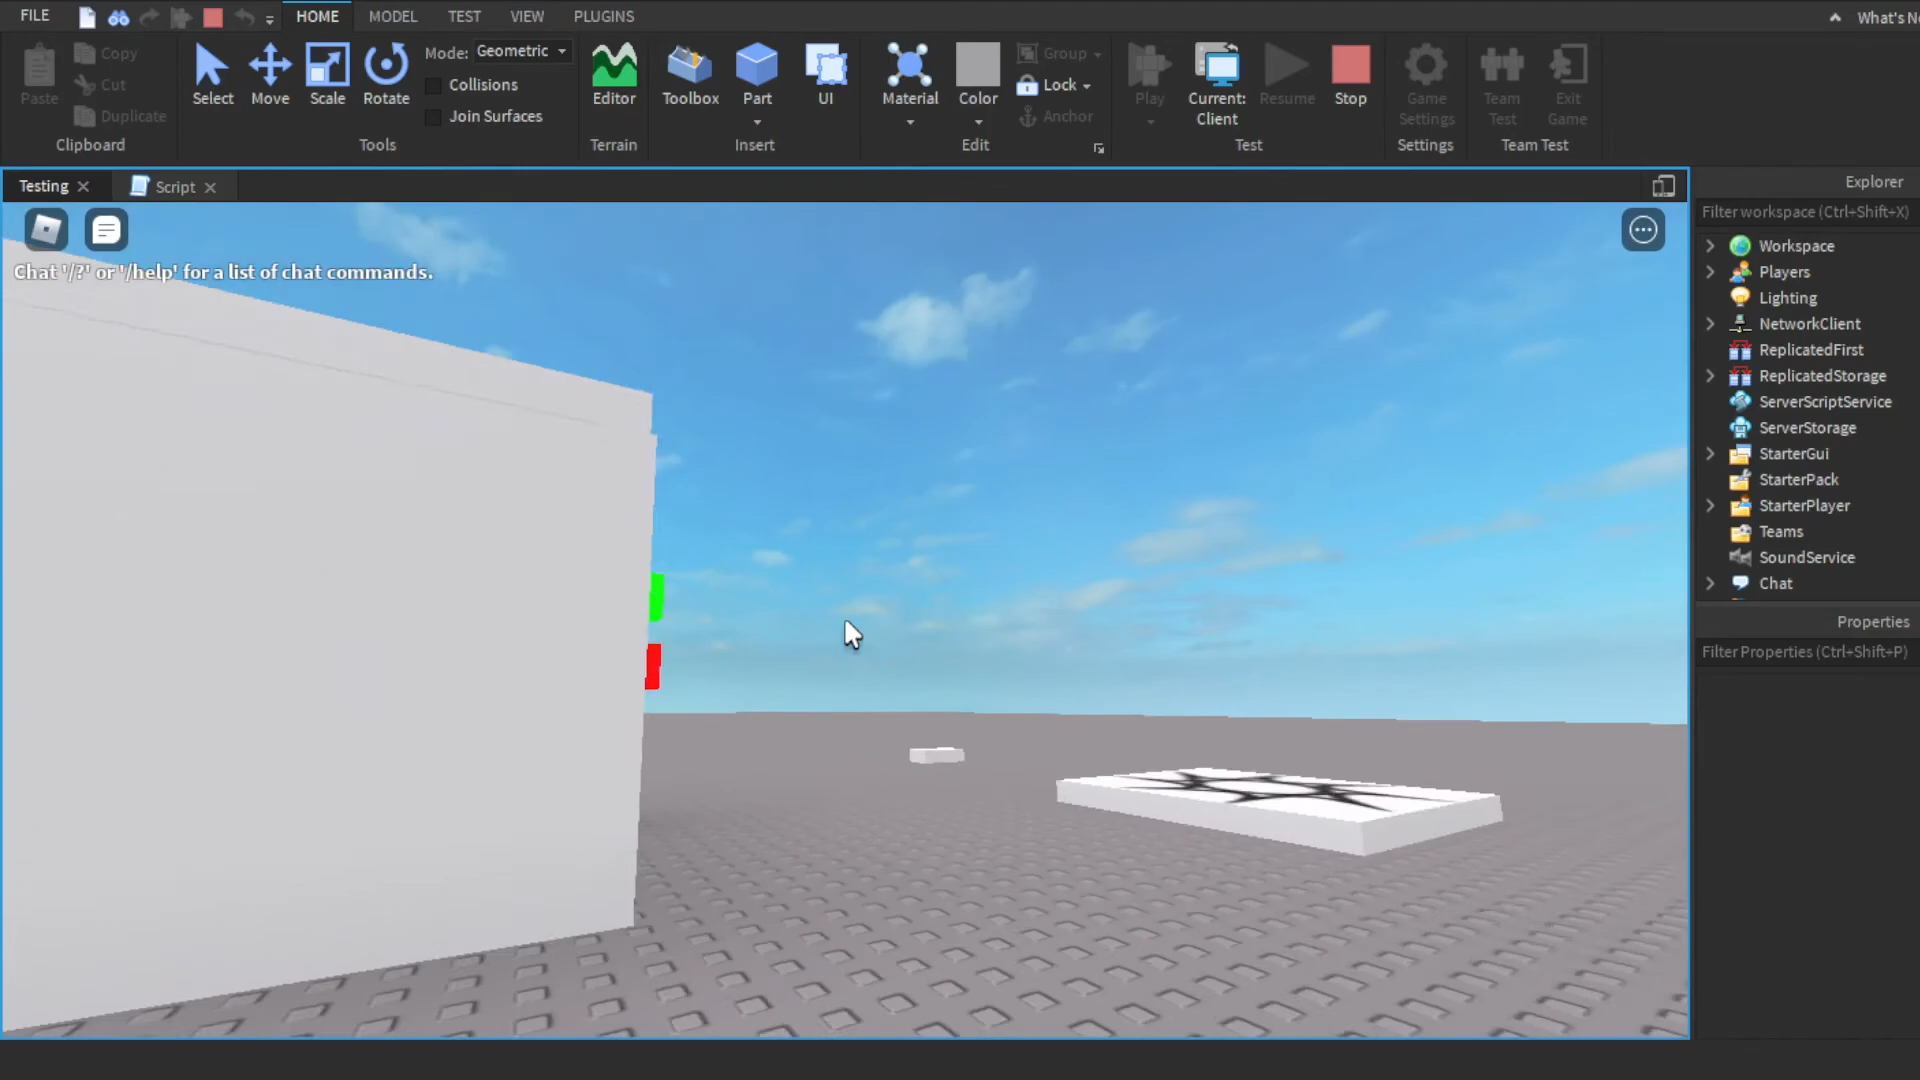 FILE HOME MODEL TEST VIEW PLUGINS
Paste
Copy
Cut
Duplicate
Clipboard
Select Move Scale Rotate
Mode: Geometric
Collisions
Join Surfaces
Tools
Editor
Terrain
Toolbox Part UI
Insert
Material Color
Group
Lock
Anchor
Edit
Play Current: Client Resume Stop
Test
Game Settings
Settings
Team Test Exit Game
Team Test
Testing
Script
Chat '/?' or '/help' for a list of chat commands.
Explorer
Filter workspace (Ctrl+Shift+X)
Workspace
Players
Lighting
NetworkClient
ReplicatedFirst
ReplicatedStorage
ServerScriptService
ServerStorage
StarterGui
StarterPack
StarterPlayer
Teams
SoundService
Chat
Properties
Filter Properties (Ctrl+Shift+P)